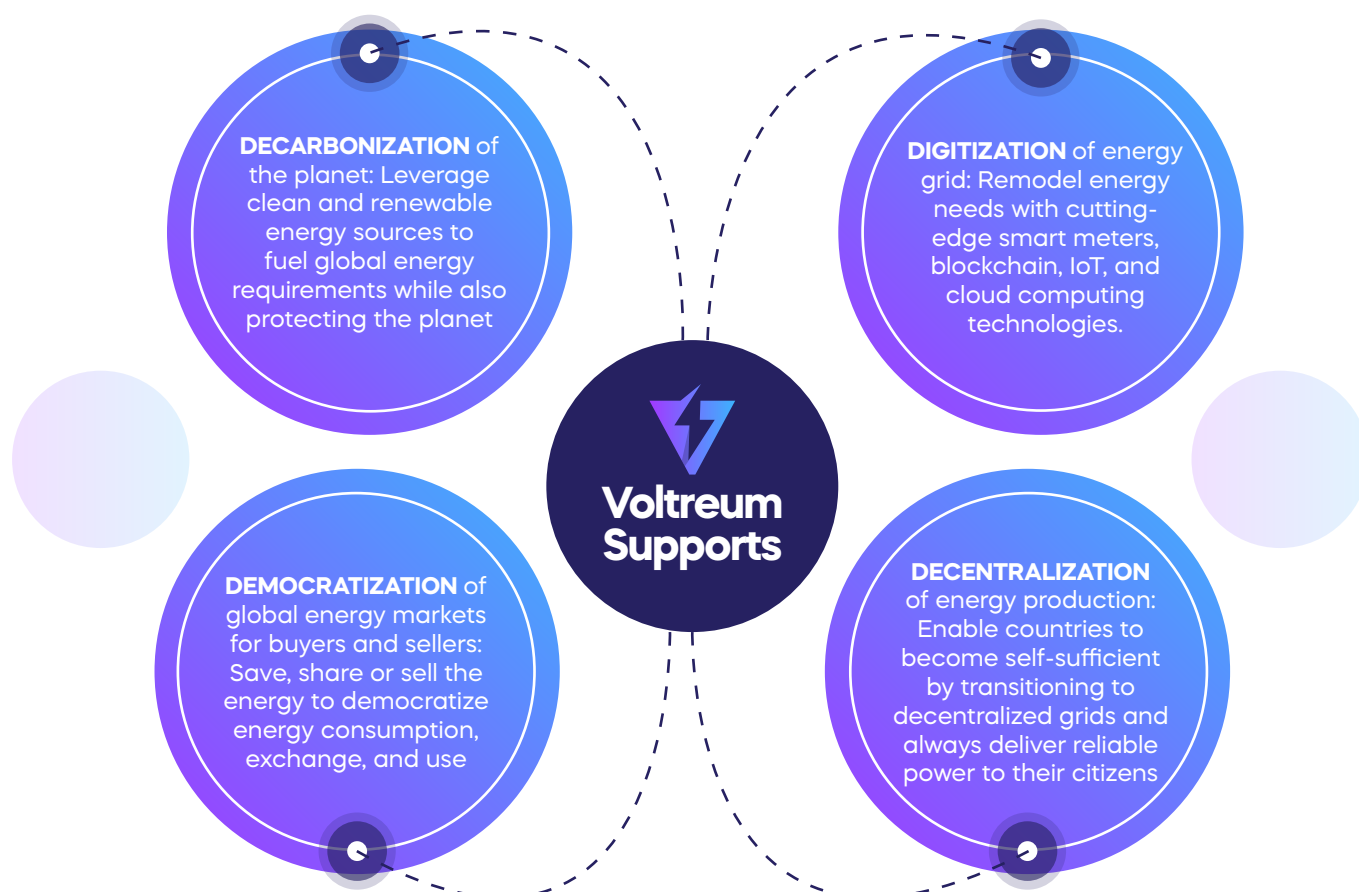 DECARBONIZATION of
the planet: Leverage
clean and renewable
energy sources to
fuel global energy
requirements while also
protecting the planet
DIGITIZATION of energy
grid: Remodel energy
needs with cutting-
edge smart meters,
blockchain, IoT, and
cloud computing
technologies.
Voltreum
Supports
DEMOCRATIZATION of
global energy markets
for buyers and sellers:
Save, share or sell the
energy to democratize
energy consumption,
exchange, and use
DECENTRALIZATION
of energy production:
Enable countries to
become self-sufficient
by transitioning to
decentralized grids and
always deliver reliable
power to their citizens